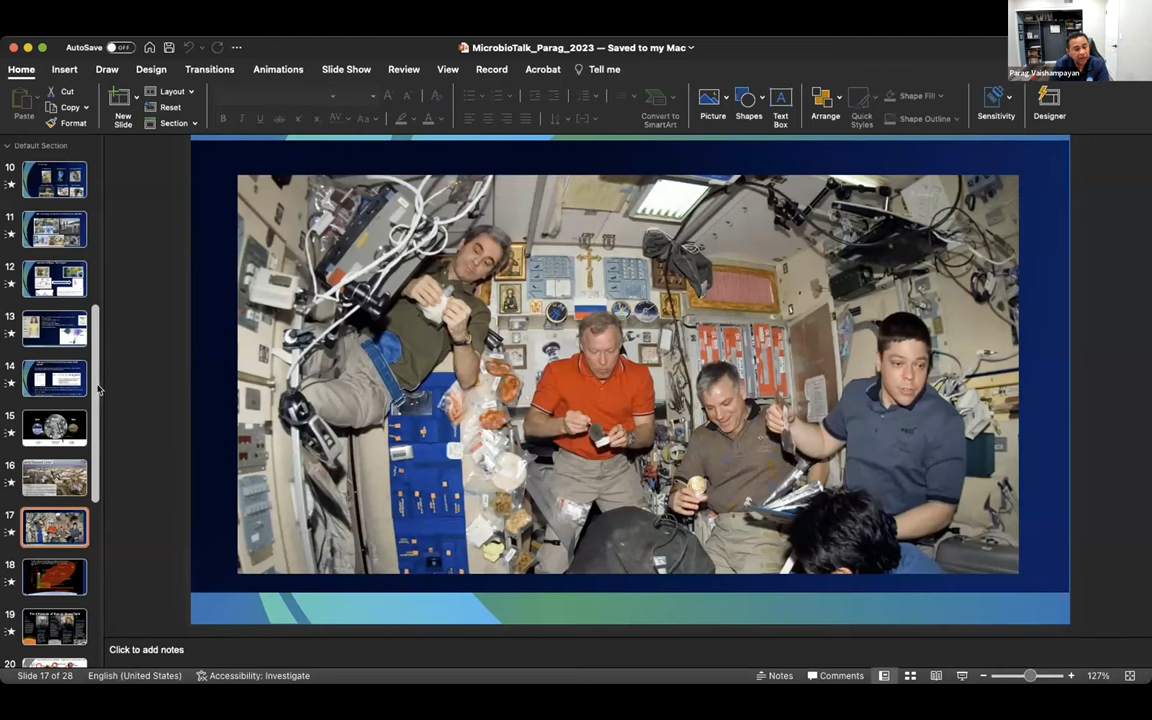 AutoSave OFF
MicrobioTalk_Parag_2023 — Saved to my Mac
Parag Vaishampayan
Home Insert Draw Design Transitions Animations Slide Show Review View Record Acrobat Tell me
Paste
Cut
Copy
Format
New Slide
Layout
Reset
Section
Convert to SmartArt
Picture
Shapes
Text Box
Arrange
Quick Styles
Shape Fill
Shape Outline
Sensitivity
Designer
Default Section
10
11
12
13
14
15
16
17
18
19
20
Click to add notes
Slide 17 of 28 English (United States) Accessibility: Investigate Notes Comments 127%